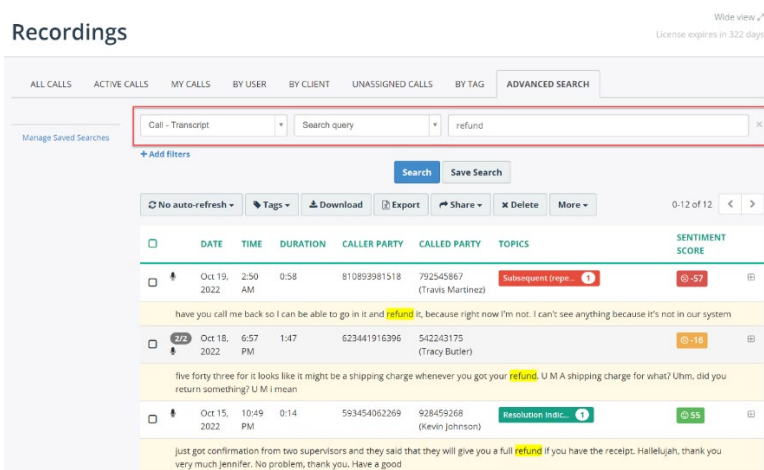 Wide view
Recordings
License expires in 322 days
ALL CALLS ACTIVE CALLS MY CALLS BY USER BY CLIENT UNASSIGNED CALLS BY TAG ADVANCED SEARCH
Manage Saved Searches
Call - Transcript Search query refund
+ Add filters
Search Save Search
No auto-refresh Tags Download Export Share Delete More 0-12 of 12
DATE TIME DURATION CALLER PARTY CALLED PARTY TOPICS SENTIMENT SCORE
Oct 19, 2022 2:50 AM 0:58 810893981518 792545867 (Travis Martinez) Subsequent (repe... 1 -57
have you call me back so I can be able to go in it and refund it, because right now I'm not. I can't see anything because it's not in our system
2/2 Oct 18, 2022 6:57 PM 1:47 623441916396 542243175 (Tracy Butler) -16
five forty three for it looks like it might be a shipping charge whenever you got your refund. U M A shipping charge for what? Uhm, did you
return something? U M i mean
Oct 15, 2022 10:49 PM 0:14 593454062269 928459268 (Kevin Johnson) Resolution Indic... 1 55
just got confirmation from two supervisors and they said that they will give you a full refund if you have the receipt. Hallelujah, thank you
very much Jennifer. No problem, thank you. Have a good